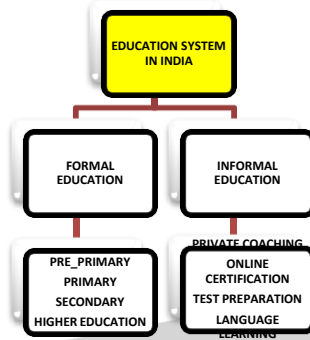 EDUCATION SYSTEM
IN INDIA
FORMAL
EDUCATION
INFORMAL
EDUCATION
PRE_PRIMARY
PRIMARY
SECONDARY
HIGHER EDUCATION
PRIVATE COACHING
ONLINE
CERTIFICATION
TEST PREPARATION
LANGUAGE
LEARNING